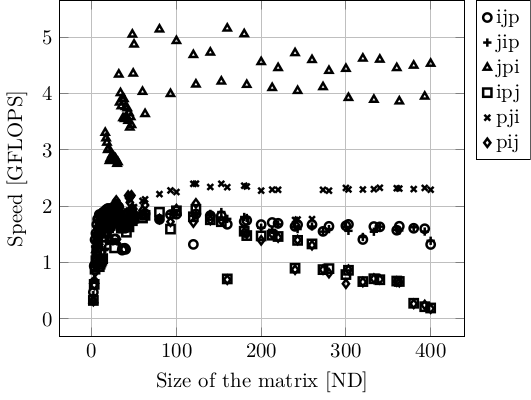 5
4
3
2
1
0
Speed [GFLOPS]
0 100 200 300 400
Size of the matrix [ND]
ijp
jip
jpi
ipj
pji
pij